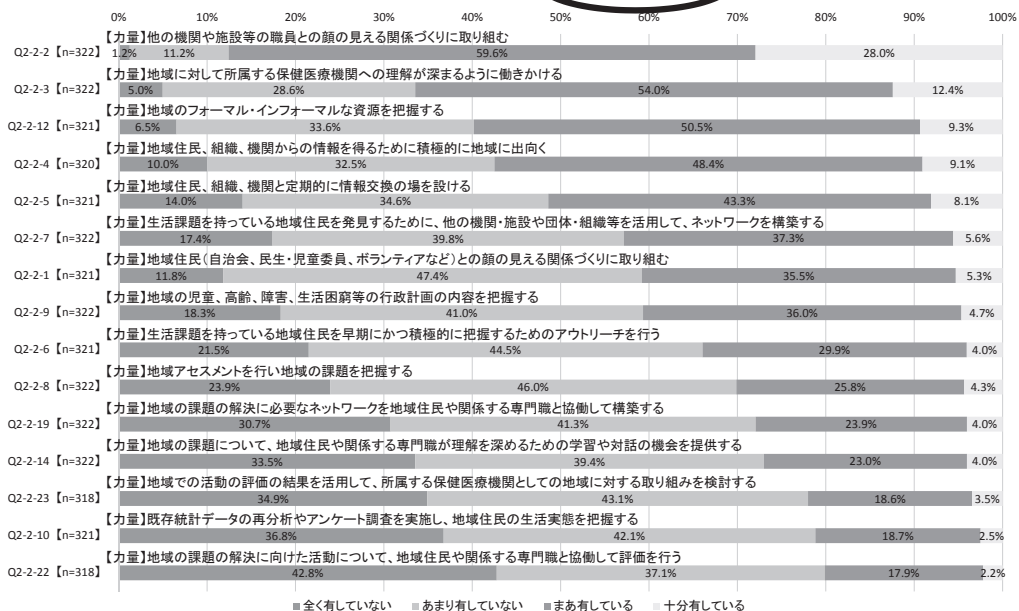 0% 10% 20% 30% 40% 50% 60% 70% 80% 90% 100%
【力量】他の機関や施設等の職員との顔の見える関係づくりに取り組む
Q2-2-2【n=322】 1.2% 11.2% 59.6% 28.0%
【力量】地域に対して所属する保健医療機関への理解が深まるように働きかける
Q2-2-3【n=322】 5.0% 28.6% 54.0% 12.4%
【力量】地域のフォーマル・インフォーマルな資源を把握する
Q2-2-12【n=321】 6.5% 33.6% 50.5% 9.3%
【力量】地域住民、組織、機関からの情報を得るために積極的に地域に出向く
Q2-2-4【n=320】 10.0% 32.5% 48.4% 9.1%
【力量】地域住民、組織、機関と定期的に情報交換の場を設ける
Q2-2-5【n=321】 14.0% 34.6% 43.3% 8.1%
【力量】生活課題を持っている地域住民を発見するために、他の機関・施設や団体・組織等を活用して、ネットワークを構築する
Q2-2-7【n=322】 17.4% 39.8% 37.3% 5.6%
【力量】地域住民(自治会、民生・児童委員、ボランティアなど)との顔の見える関係づくりに取り組む
Q2-2-1【n=321】 11.8% 47.4% 35.5% 5.3%
【力量】地域の児童、高齢、障害、生活困窮等の行政計画の内容を把握する
Q2-2-9【n=322】 18.3% 41.0% 36.0% 4.7%
【力量】生活課題を持っている地域住民を早期にかつ積極的に把握するためのアウトリーチを行う
Q2-2-6【n=321】 21.5% 44.5% 29.9% 4.0%
【力量】地域アセスメントを行い地域の課題を把握する
Q2-2-8【n=322】 23.9% 46.0% 25.8% 4.3%
【力量】地域の課題の解決に必要なネットワークを地域住民や関係する専門職と協働して構築する
Q2-2-19【n=322】 30.7% 41.3% 23.9% 4.0%
【力量】地域の課題について、地域住民や関係する専門職が理解を深めるための学習や対話の機会を提供する
Q2-2-14【n=322】 33.5% 39.4% 23.0% 4.0%
【力量】地域での活動の評価の結果を活用して、所属する保健医療機関としての地域に対する取り組みを検討する
Q2-2-23【n=318】 34.9% 43.1% 18.6% 3.5%
【力量】既存統計データの再分析やアンケート調査を実施し、地域住民の生活実態を把握する
Q2-2-10【n=321】 36.8% 42.1% 18.7% 2.5%
【力量】地域の課題の解決に向けた活動について、地域住民や関係する専門職と協働して評価を行う
Q2-2-22【n=318】 42.8% 37.1% 17.9% 2.2%
■全く有していない ■あまり有していない ■まあ有している ■十分有している